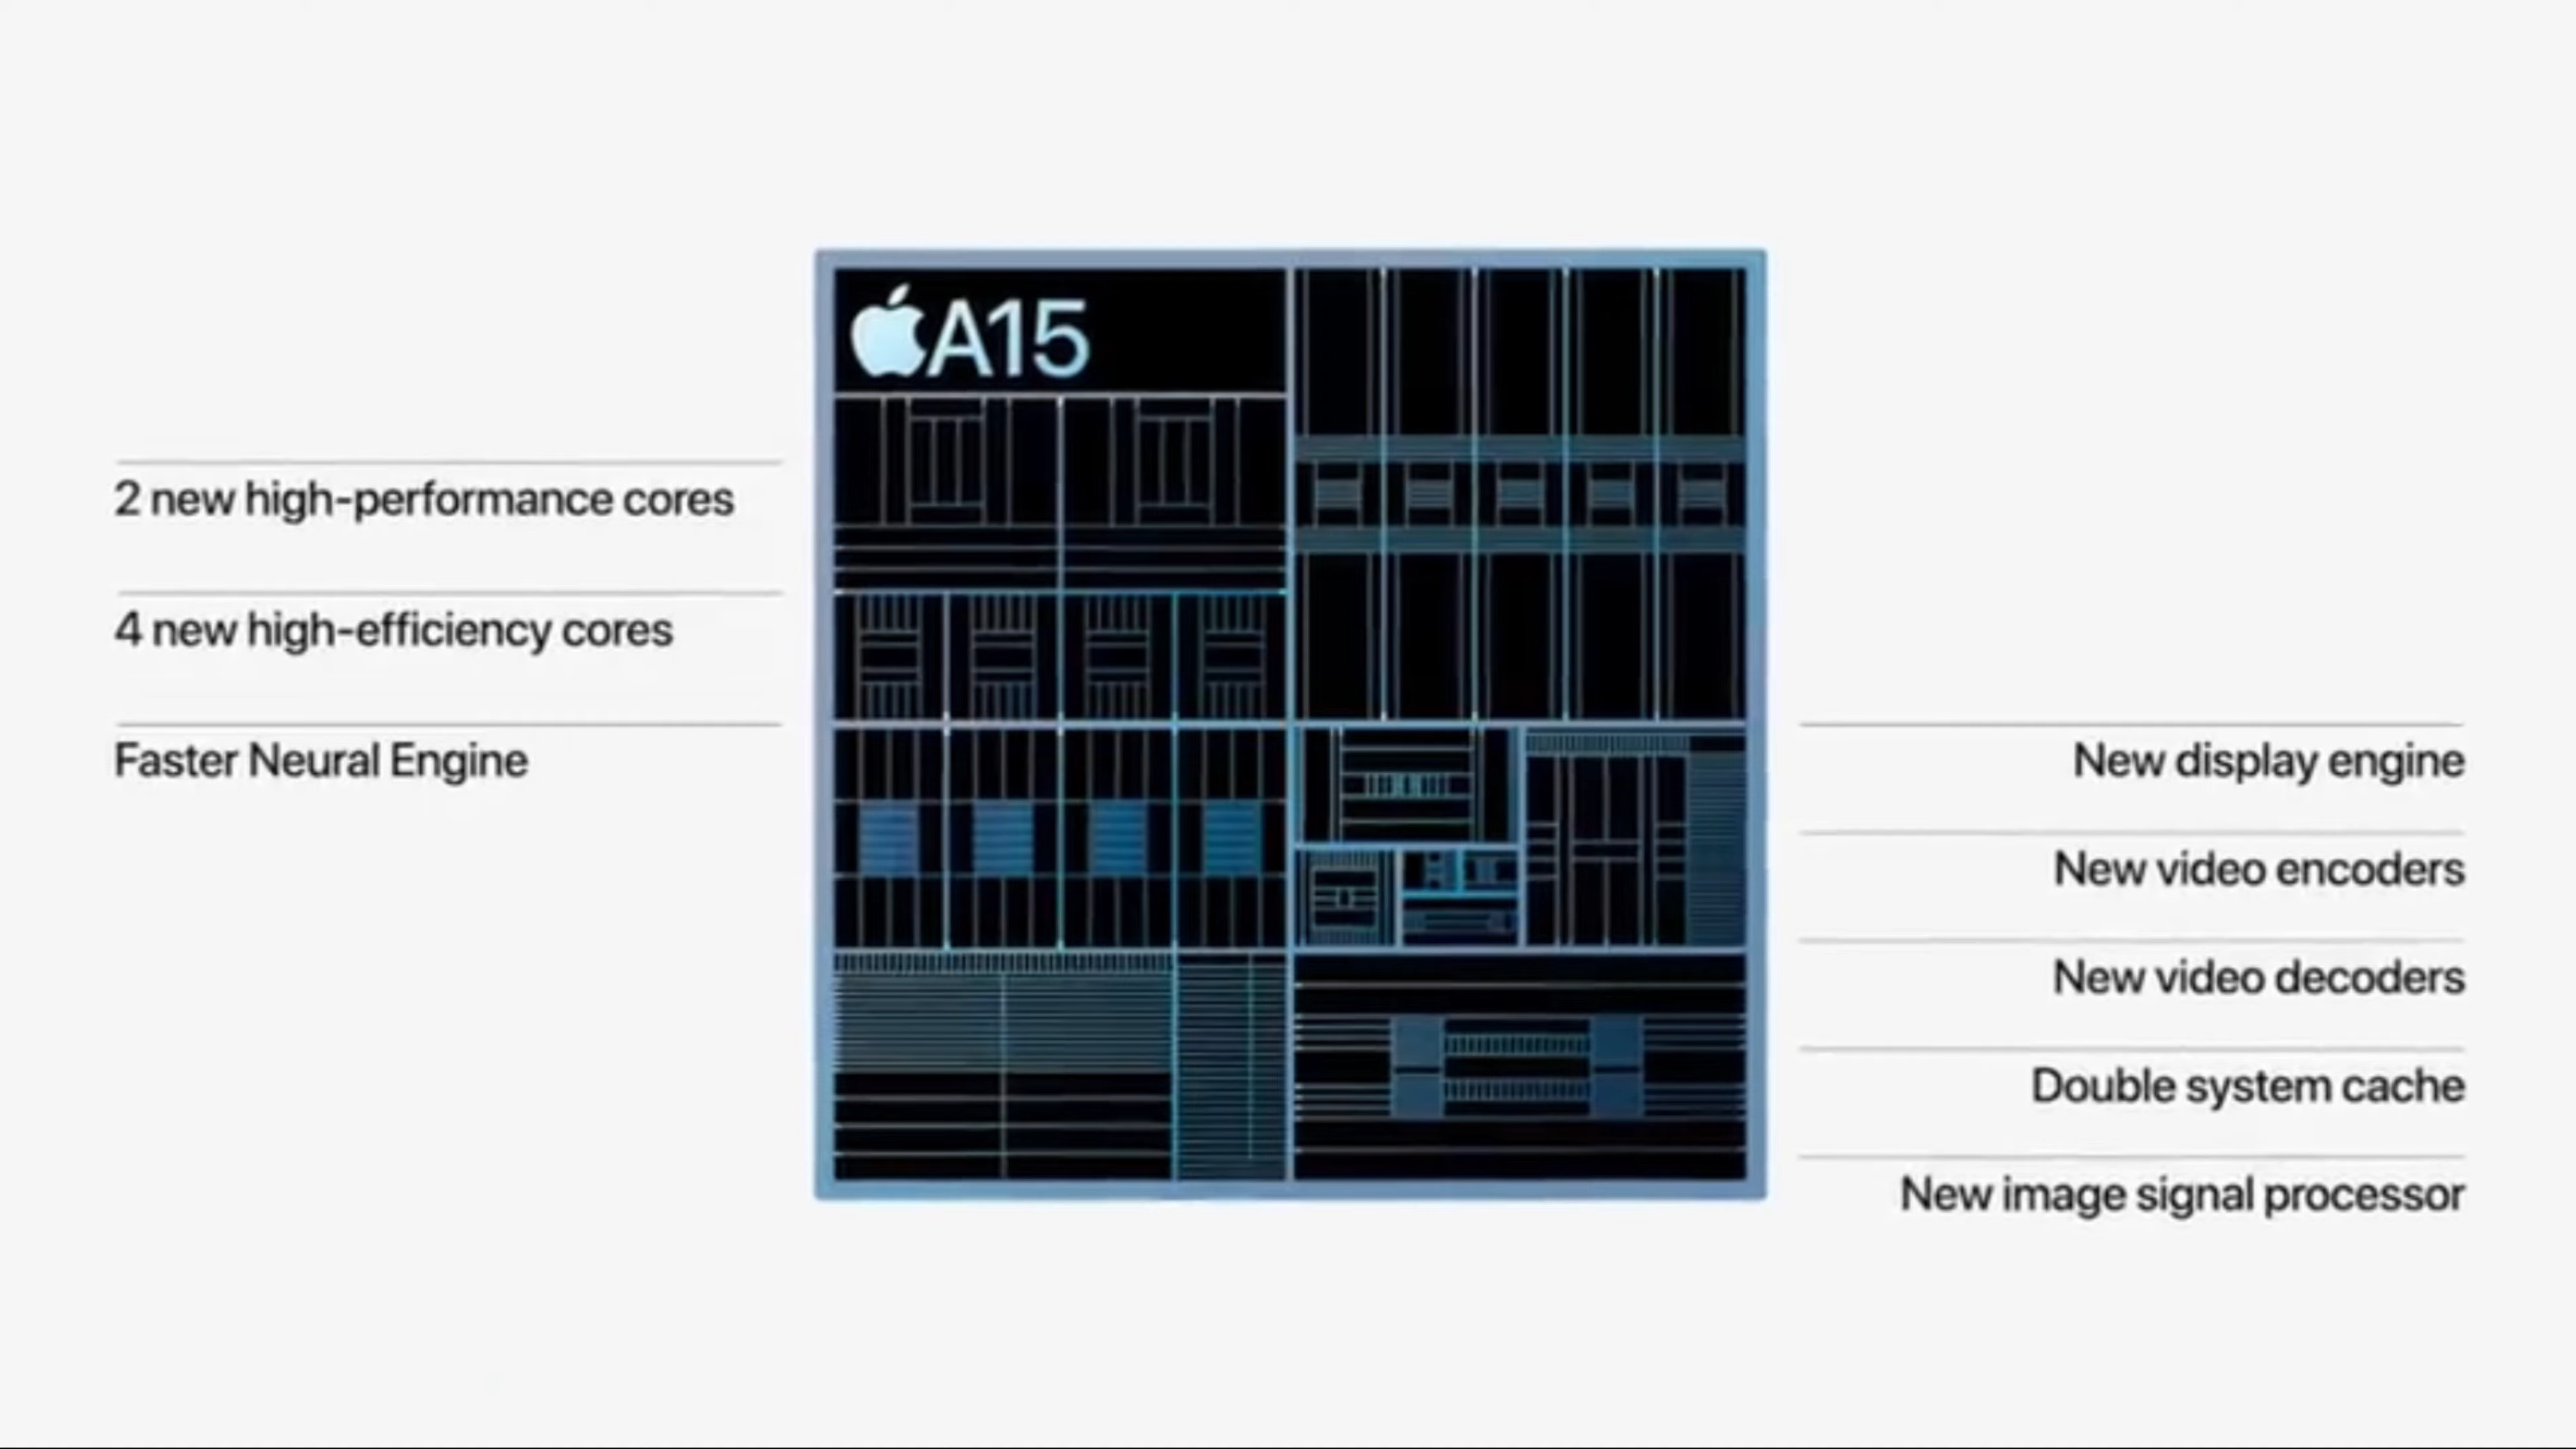 A15
2 new high-performance cores
4 new high-efficiency cores
Faster Neural Engine
New display engine
New video encoders
New video decoders
Double system cache
New image signal processor